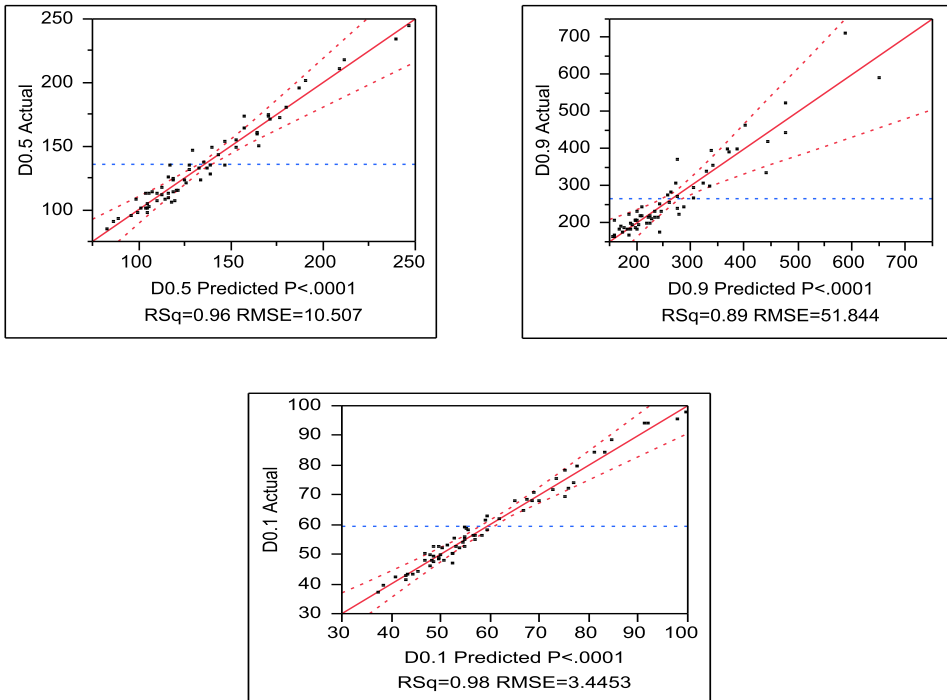 250
200
150
100
D0.5 Actual
100 150 200 250
D0.5 Predicted P<.0001
RSq=0.96 RMSE=10.507
700
600
500
400
300
200
D0.9 Actual
200 300 400 500 600 700
D0.9 Predicted P<.0001
RSq=0.89 RMSE=51.844
100
90
80
70
60
50
40
30
D0.1 Actual
30 40 50 60 70 80 90 100
D0.1 Predicted P<.0001
RSq=0.98 RMSE=3.4453